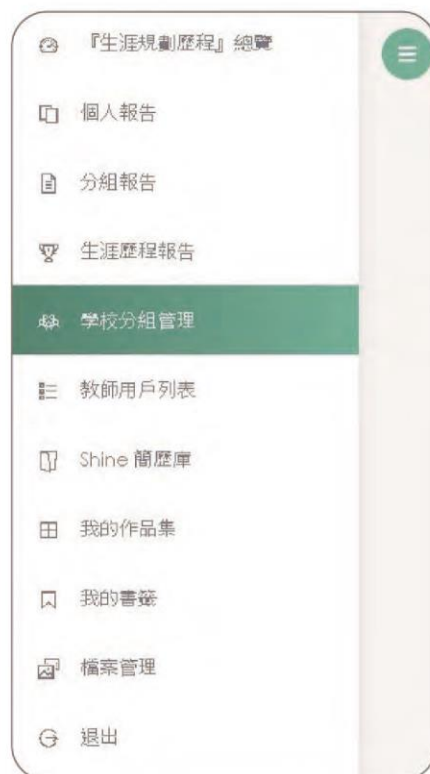 『生涯規劃歷程』總覽
個人報告
分組報告
生涯歷程報告
學校分組管理
教師用戶列表
Shine 簡歷庫
我的作品集
我的書籤
檔案管理
退出